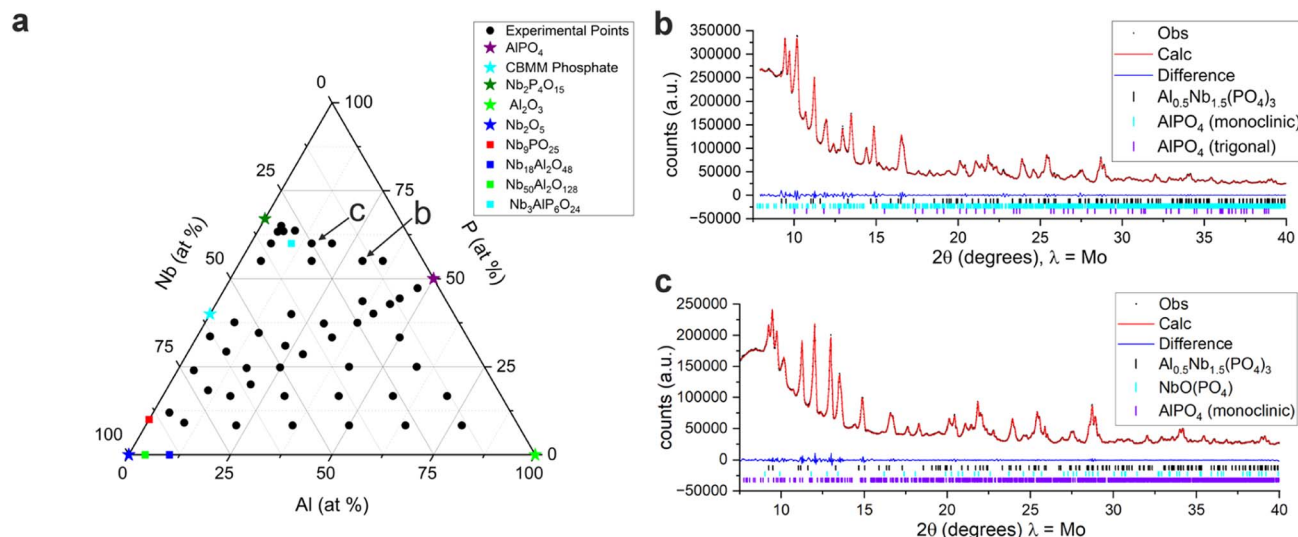 a
Experimental Points
AlPO₄
CBMM Phosphate
Nb₂P₄O₁₅
Al₂O₃
Nb₂O₅
Nb₉PO₂₅
Nb₁₈Al₂O₄₈
Nb₅₀Al₂O₁₂₈
Nb₃AlP₆O₂₄
0
100
25
75
c
b
Nb (at %)
P (at %)
50
50
75
25
100
0
0
25
50
75
100
Al (at %)
b
350000
300000
250000
200000
150000
100000
50000
0
−50000
counts (a.u.)
Obs
Calc
Difference
Al₀.₅Nb₁.₅(PO₄)₃
AlPO₄ (monoclinic)
AlPO₄ (trigonal)
10 15 20 25 30 35 40
2θ (degrees), λ = Mo
c
250000
200000
150000
100000
50000
0
−50000
counts (a.u.)
Obs
Calc
Difference
Al₀.₅Nb₁.₅(PO₄)₃
NbO(PO₄)
AlPO₄ (monoclinic)
10 15 20 25 30 35 40
2θ (degrees) λ = Mo